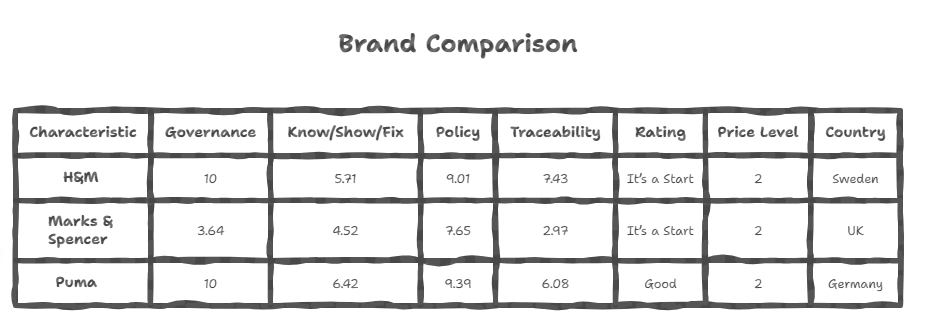 Brand Comparison
Characteristic Governance Know/Show/Fix Policy Traceability Rating Price Level Country
H&M 10 5.71 9.01 7.43 It's a Start 2 Sweden
Marks &
Spencer 3.64 4.52 7.65 2.97 It's a Start 2 UK
Puma 10 6.42 9.39 6.08 Good 2 Germany